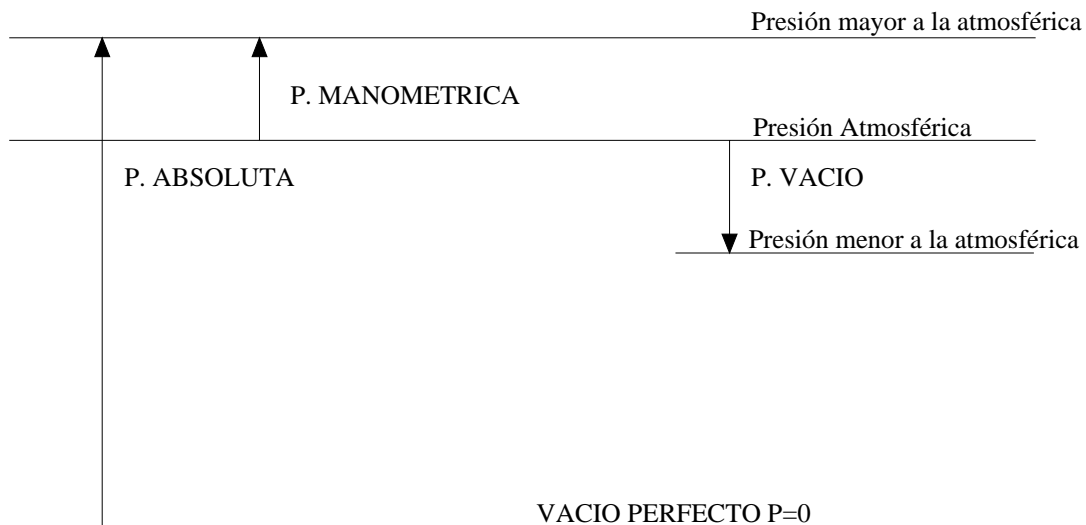 Presión mayor a la atmosférica
P. MANOMETRICA
Presión Atmosférica
P. ABSOLUTA
P. VACIO
Presión menor a la atmosférica
VACIO PERFECTO P=0